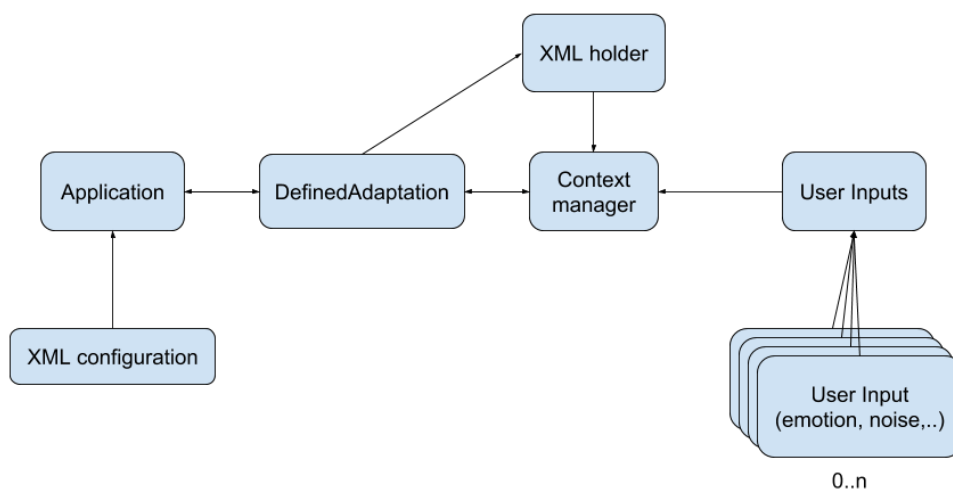 XML holder
Application
DefinedAdaptation
Context
manager
User Inputs
XML configuration
User Input
(emotion, noise,..)
0..n